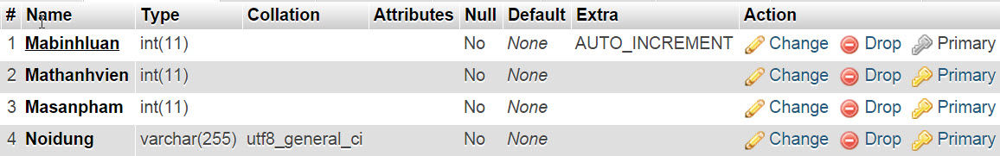 # Name Type Collation Attributes Null Default Extra Action
1 Mabinhluan int(11) No None AUTO_INCREMENT Change Drop Primary
2 Mathanhvien int(11) No None Change Drop Primary
3 Masanpham int(11) No None Change Drop Primary
4 Noidung varchar(255) utf8_general_ci No None Change Drop Primary